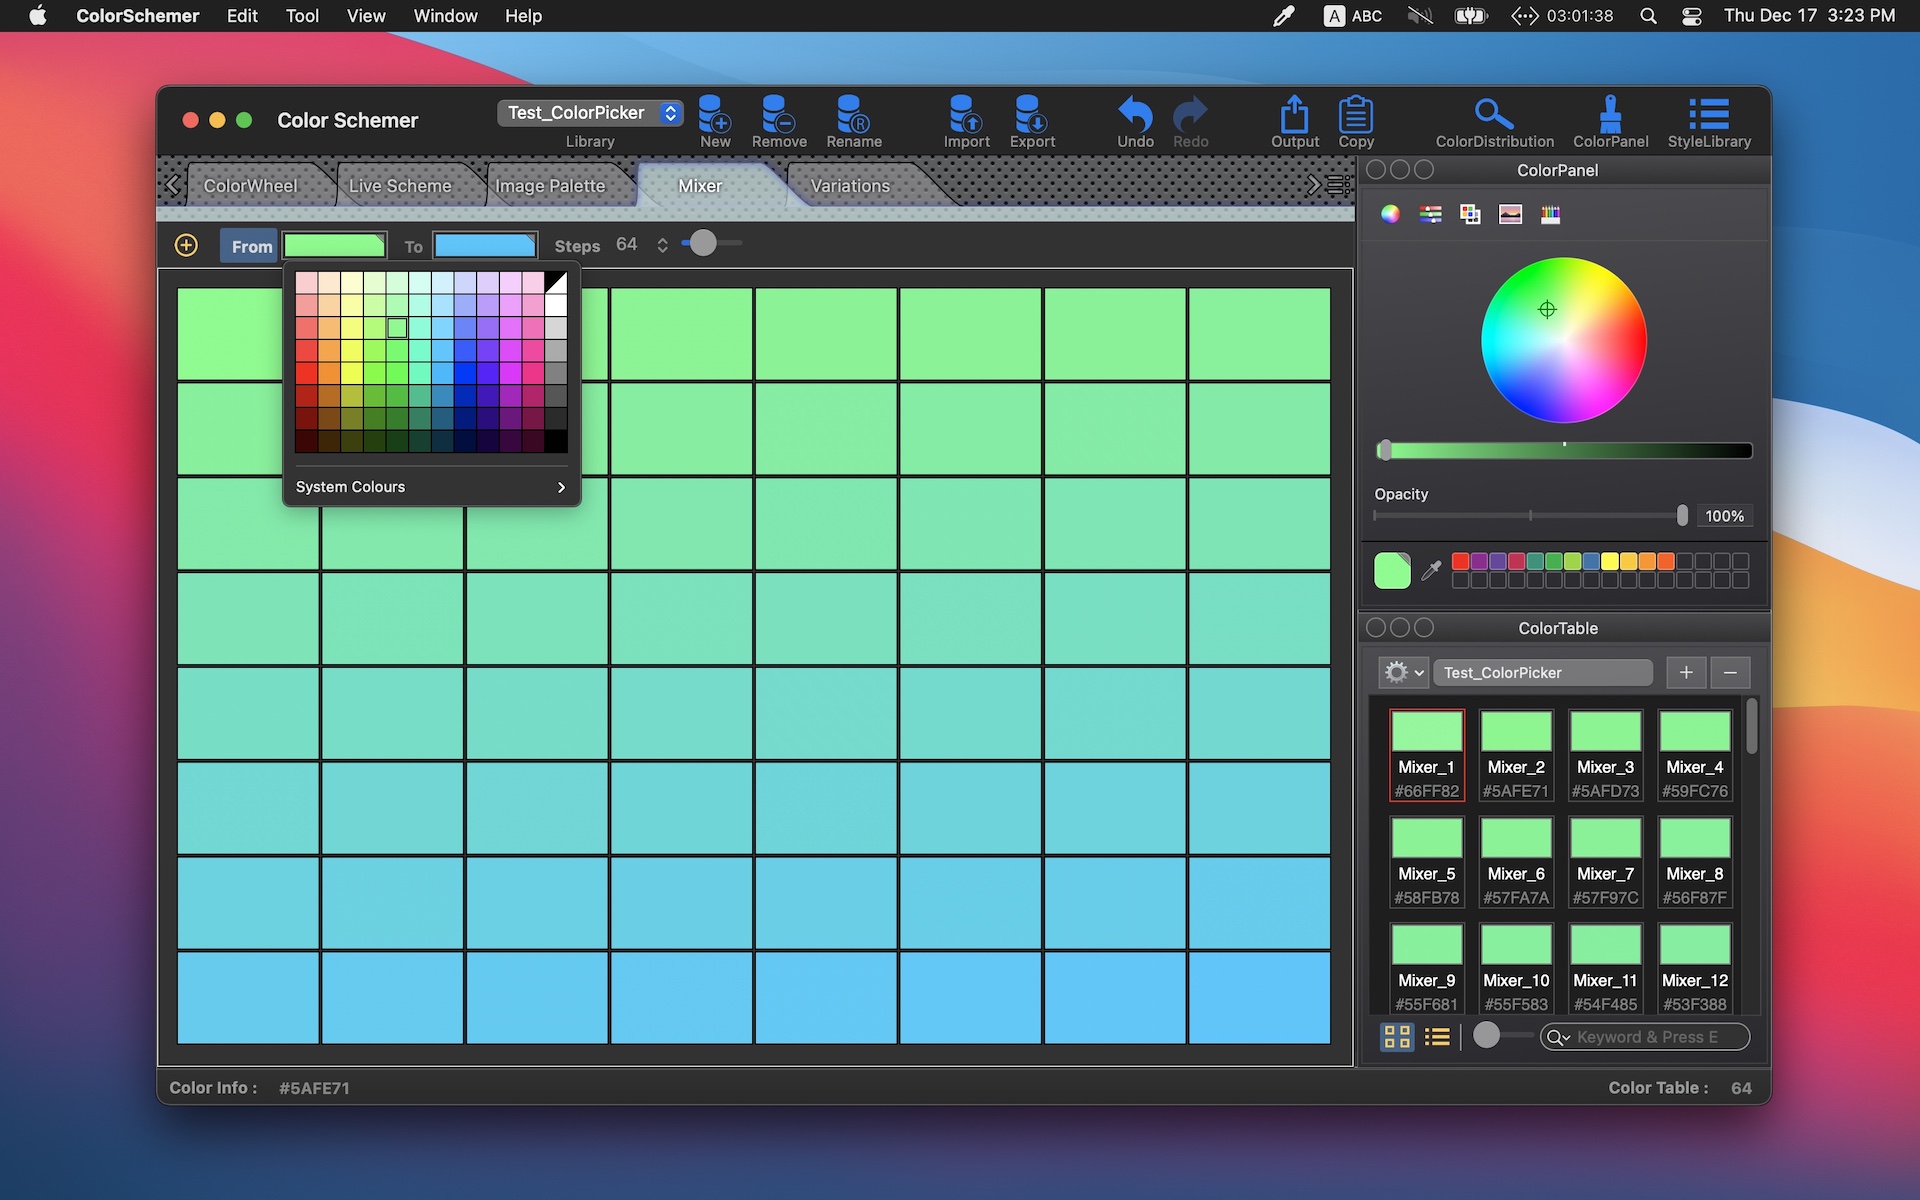 ColorSchemer Edit Tool View Window Help A ABC 03:01:38 Thu Dec 17 3:23 PM
Color Schemer
Test_ColorPicker
Library New Remove Rename Import Export Undo Redo Output Copy ColorDistribution ColorPanel StyleLibrary
R
ColorWheel Live Scheme Image Palette Mixer Variations
From To Steps 64
System Colours
ColorPanel
Opacity
100%
ColorTable
Test_ColorPicker
Mixer_1 Mixer_2 Mixer_3 Mixer_4
#66FF82 #5AFE71 #5AFD73 #59FC76
Mixer_5 Mixer_6 Mixer_7 Mixer_8
#58FB78 #57FA7A #57F97C #56F87F
Mixer_9 Mixer_10 Mixer_11 Mixer_12
#55F681 #55F583 #54F485 #53F388
Keyword & Press E
Color Info : #5AFE71 Color Table : 64